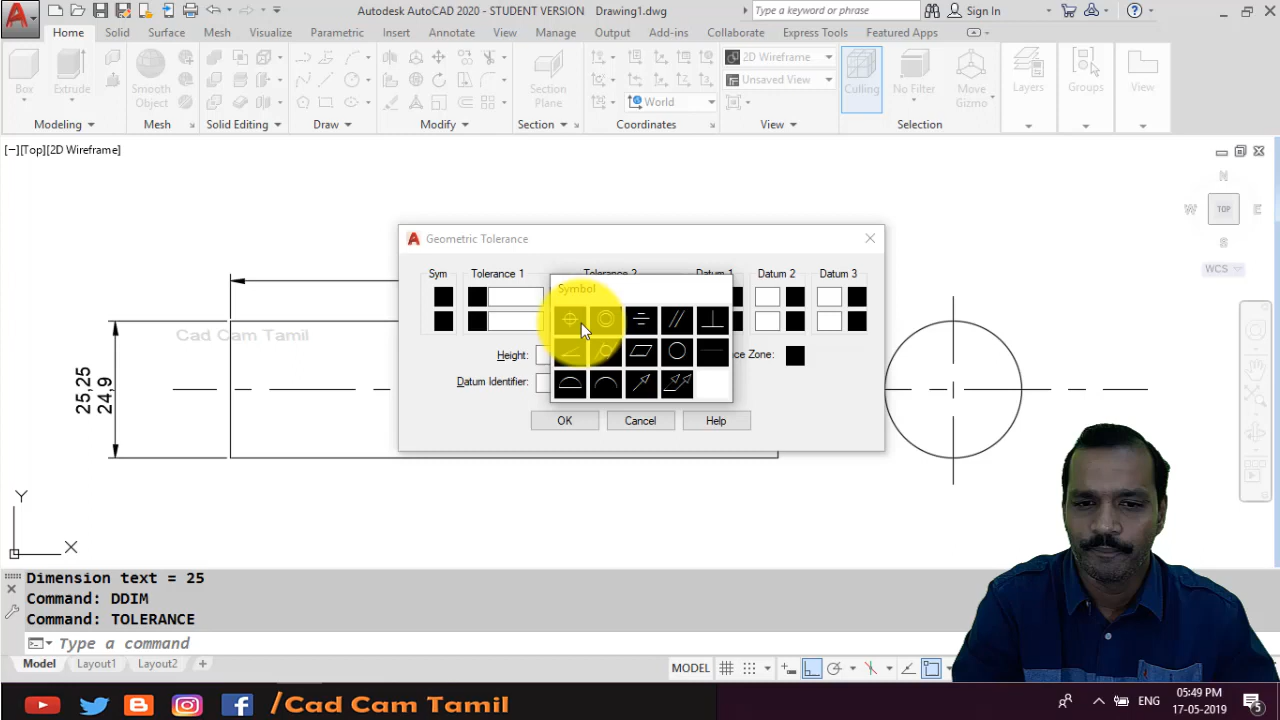 Autodesk AutoCAD 2020 - STUDENT VERSION Drawing1.dwg
Type a keyword or phrase
Sign In
Home Solid Surface Mesh Visualize Parametric Insert Annotate View Manage Output Add-ins Collaborate Express Tools Featured Apps
2D Wireframe
Unsaved View
World
Box Extrude Smooth Object Section Plane Culling No Filter Move Gizmo Layers Groups View
Modeling Mesh Solid Editing Draw Modify Section Coordinates View Selection
[−][Top][2D Wireframe]
N
W TOP E
S
WCS
Geometric Tolerance
Sym Tolerance 1 Tolerance 2 Datum 1 Datum 2 Datum 3
Symbol
Height:
ce Zone:
Datum Identifier:
OK Cancel Help
Cad Cam Tamil
25,25
24,9
Y
X
Dimension text = 25
Command: DDIM
Command: TOLERANCE
Type a command
Model Layout1 Layout2 +
MODEL
/Cad Cam Tamil
ENG
05:49 PM
17-05-2019
5